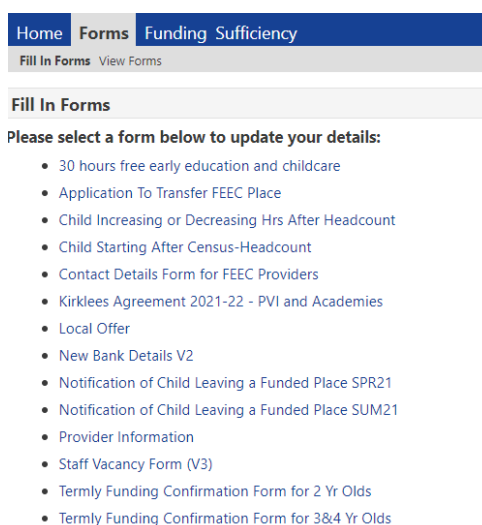 Home Forms Funding Sufficiency
Fill In Forms View Forms
Fill In Forms
Please select a form below to update your details:
30 hours free early education and childcare
Application To Transfer FEEC Place
Child Increasing or Decreasing Hrs After Headcount
Child Starting After Census-Headcount
Contact Details Form for FEEC Providers
Kirklees Agreement 2021-22 - PVI and Academies
Local Offer
New Bank Details V2
Notification of Child Leaving a Funded Place SPR21
Notification of Child Leaving a Funded Place SUM21
Provider Information
Staff Vacancy Form (V3)
Termly Funding Confirmation Form for 2 Yr Olds
Termly Funding Confirmation Form for 3&4 Yr Olds